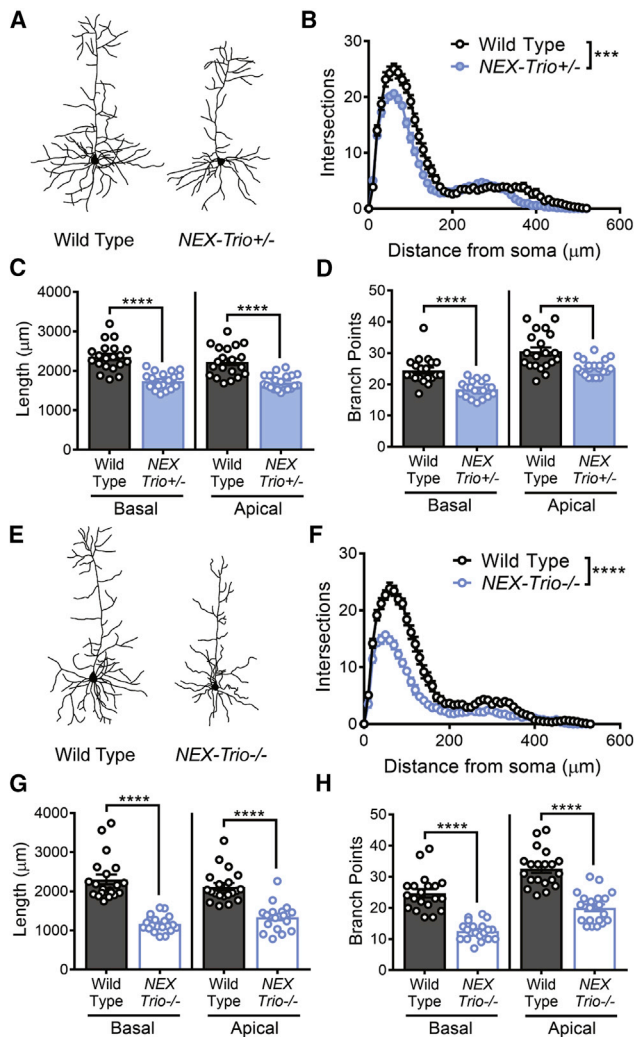 A
Wild Type
NEX-Trio+/-
B
Wild Type
NEX-Trio+/-
***
30
20
10
0
Intersections
0
200
400
600
Distance from soma (μm)
C
Length (μm)
4000
3000
2000
1000
0
****
****
Wild Type
NEX Trio+/-
Wild Type
NEX Trio+/-
Basal
Apical
D
Branch Points
50
40
30
20
10
0
****
***
Wild Type
NEX Trio+/-
Wild Type
NEX Trio+/-
Basal
Apical
E
Wild Type
NEX-Trio-/-
F
Wild Type
NEX-Trio-/-
****
30
20
10
0
Intersections
0
200
400
600
Distance from soma (μm)
G
Length (μm)
4000
3000
2000
1000
0
****
****
Wild Type
NEX Trio-/-
Wild Type
NEX Trio-/-
Basal
Apical
H
Branch Points
50
40
30
20
10
0
****
****
Wild Type
NEX Trio-/-
Wild Type
NEX Trio-/-
Basal
Apical